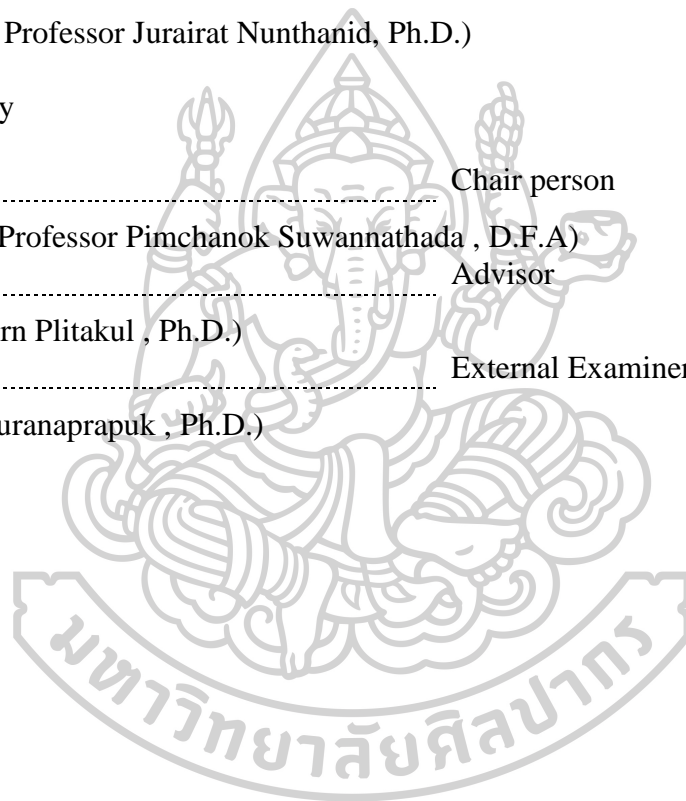 Professor Jurairat Nunthanid, Ph.D.)
y
Chair person
Professor Pimchanok Suwannathada , D.F.A)
Advisor
rn Plitakul , Ph.D.)
External Examiner
uranaprapuk , Ph.D.)
มหาวิทยาลัยศิลปากร